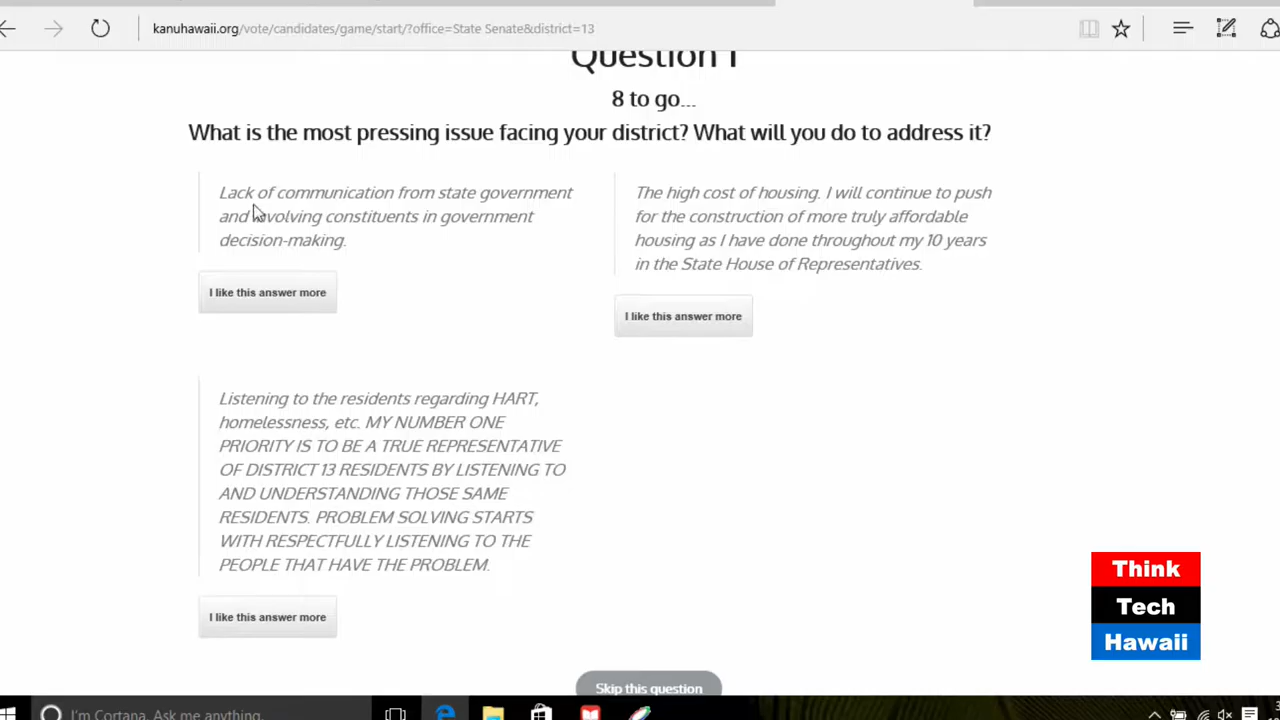 kanuhawaii.org/vote/candidates/game/start/?office=State Senate&district=13
Question 1
8 to go...
What is the most pressing issue facing your district? What will you do to address it?
Lack of communication from state government
and involving constituents in government
decision-making.
I like this answer more
The high cost of housing. I will continue to push
for the construction of more truly affordable
housing as I have done throughout my 10 years
in the State House of Representatives.
I like this answer more
Listening to the residents regarding HART,
homelessness, etc. MY NUMBER ONE
PRIORITY IS TO BE A TRUE REPRESENTATIVE
OF DISTRICT 13 RESIDENTS BY LISTENING TO
AND UNDERSTANDING THOSE SAME
RESIDENTS. PROBLEM SOLVING STARTS
WITH RESPECTFULLY LISTENING TO THE
PEOPLE THAT HAVE THE PROBLEM.
I like this answer more
Think
Tech
Hawaii
Skip this question
I'm Cortana. Ask me anything.